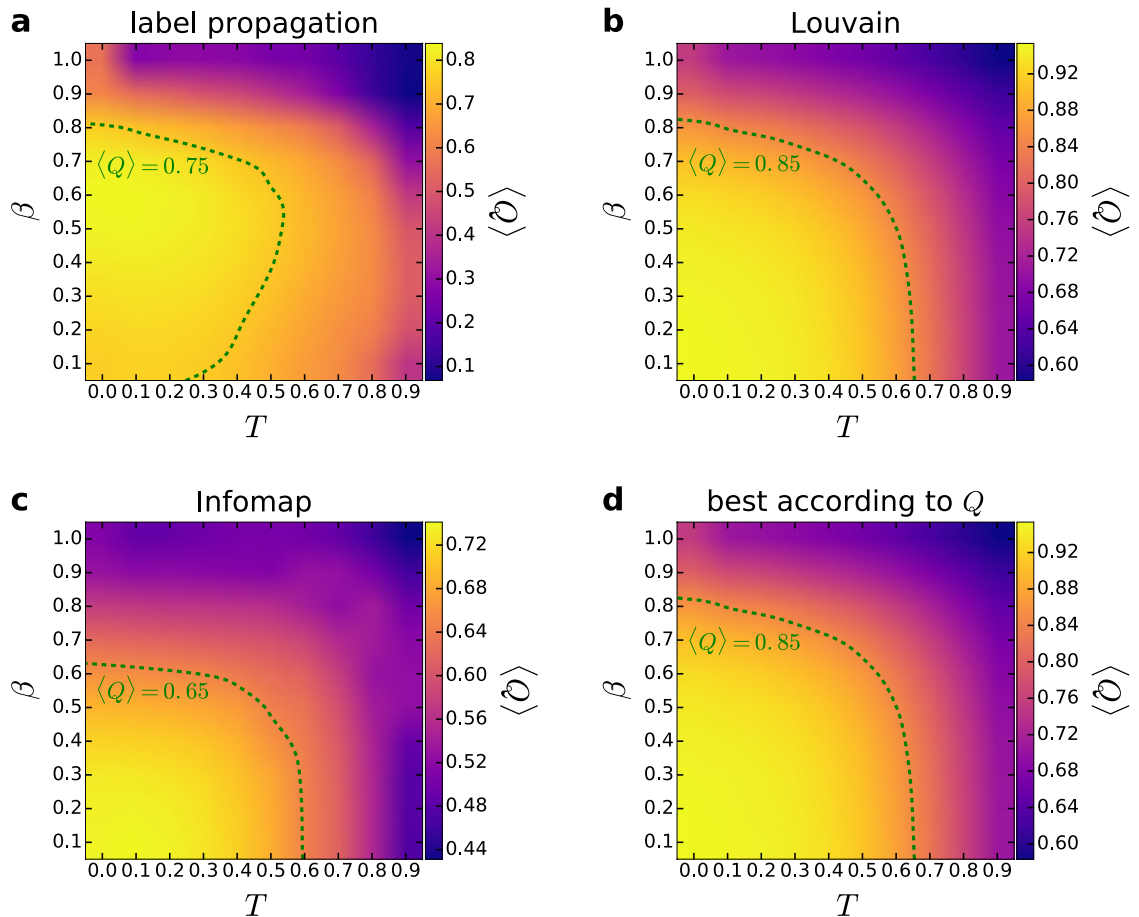 a
label propagation
1.0
0.9
0.8
0.7
0.6
0.5
0.4
0.3
0.2
0.1
β
⟨Q⟩ = 0.75
0.0 0.1 0.2 0.3 0.4 0.5 0.6 0.7 0.8 0.9
T
0.8
0.7
0.6
0.5
0.4
0.3
0.2
0.1
⟨Q⟩
b
Louvain
1.0
0.9
0.8
0.7
0.6
0.5
0.4
0.3
0.2
0.1
β
⟨Q⟩ = 0.85
0.0 0.1 0.2 0.3 0.4 0.5 0.6 0.7 0.8 0.9
T
0.92
0.88
0.84
0.80
0.76
0.72
0.68
0.64
0.60
⟨Q⟩
c
Infomap
1.0
0.9
0.8
0.7
0.6
0.5
0.4
0.3
0.2
0.1
β
⟨Q⟩ = 0.65
0.0 0.1 0.2 0.3 0.4 0.5 0.6 0.7 0.8 0.9
T
0.72
0.68
0.64
0.60
0.56
0.52
0.48
0.44
⟨Q⟩
d
best according to Q
1.0
0.9
0.8
0.7
0.6
0.5
0.4
0.3
0.2
0.1
β
⟨Q⟩ = 0.85
0.0 0.1 0.2 0.3 0.4 0.5 0.6 0.7 0.8 0.9
T
0.92
0.88
0.84
0.80
0.76
0.72
0.68
0.64
0.60
⟨Q⟩